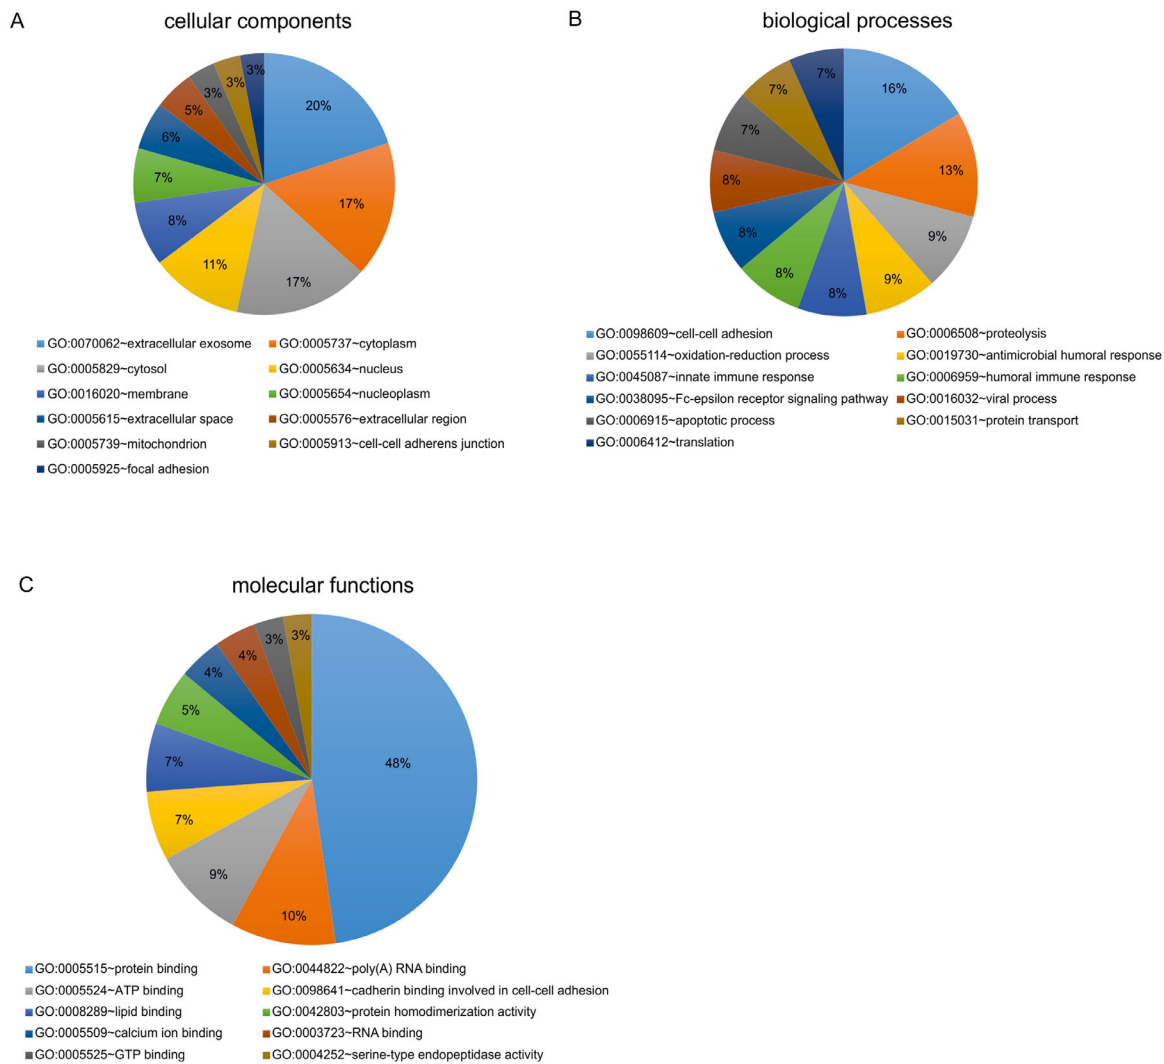 A
cellular components
3%
3%
3%
5%
6%
7%
8%
11%
17%
17%
20%
GO:0070062~extracellular exosome
GO:0005737~cytoplasm
GO:0005829~cytosol
GO:0005634~nucleus
GO:0016020~membrane
GO:0005654~nucleoplasm
GO:0005615~extracellular space
GO:0005576~extracellular region
GO:0005739~mitochondrion
GO:0005913~cell-cell adherens junction
GO:0005925~focal adhesion
B
biological processes
7%
16%
7%
7%
13%
8%
9%
8%
9%
8%
8%
GO:0098609~cell-cell adhesion
GO:0006508~proteolysis
GO:0055114~oxidation-reduction process
GO:0019730~antimicrobial humoral response
GO:0045087~innate immune response
GO:0006959~humoral immune response
GO:0038095~Fc-epsilon receptor signaling pathway
GO:0016032~viral process
GO:0006915~apoptotic process
GO:0015031~protein transport
GO:0006412~translation
C
molecular functions
3%
3%
4%
4%
5%
7%
48%
7%
9%
10%
GO:0005515~protein binding
GO:0044822~poly(A) RNA binding
GO:0005524~ATP binding
GO:0098641~cadherin binding involved in cell-cell adhesion
GO:0008289~lipid binding
GO:0042803~protein homodimerization activity
GO:0005509~calcium ion binding
GO:0003723~RNA binding
GO:0005525~GTP binding
GO:0004252~serine-type endopeptidase activity